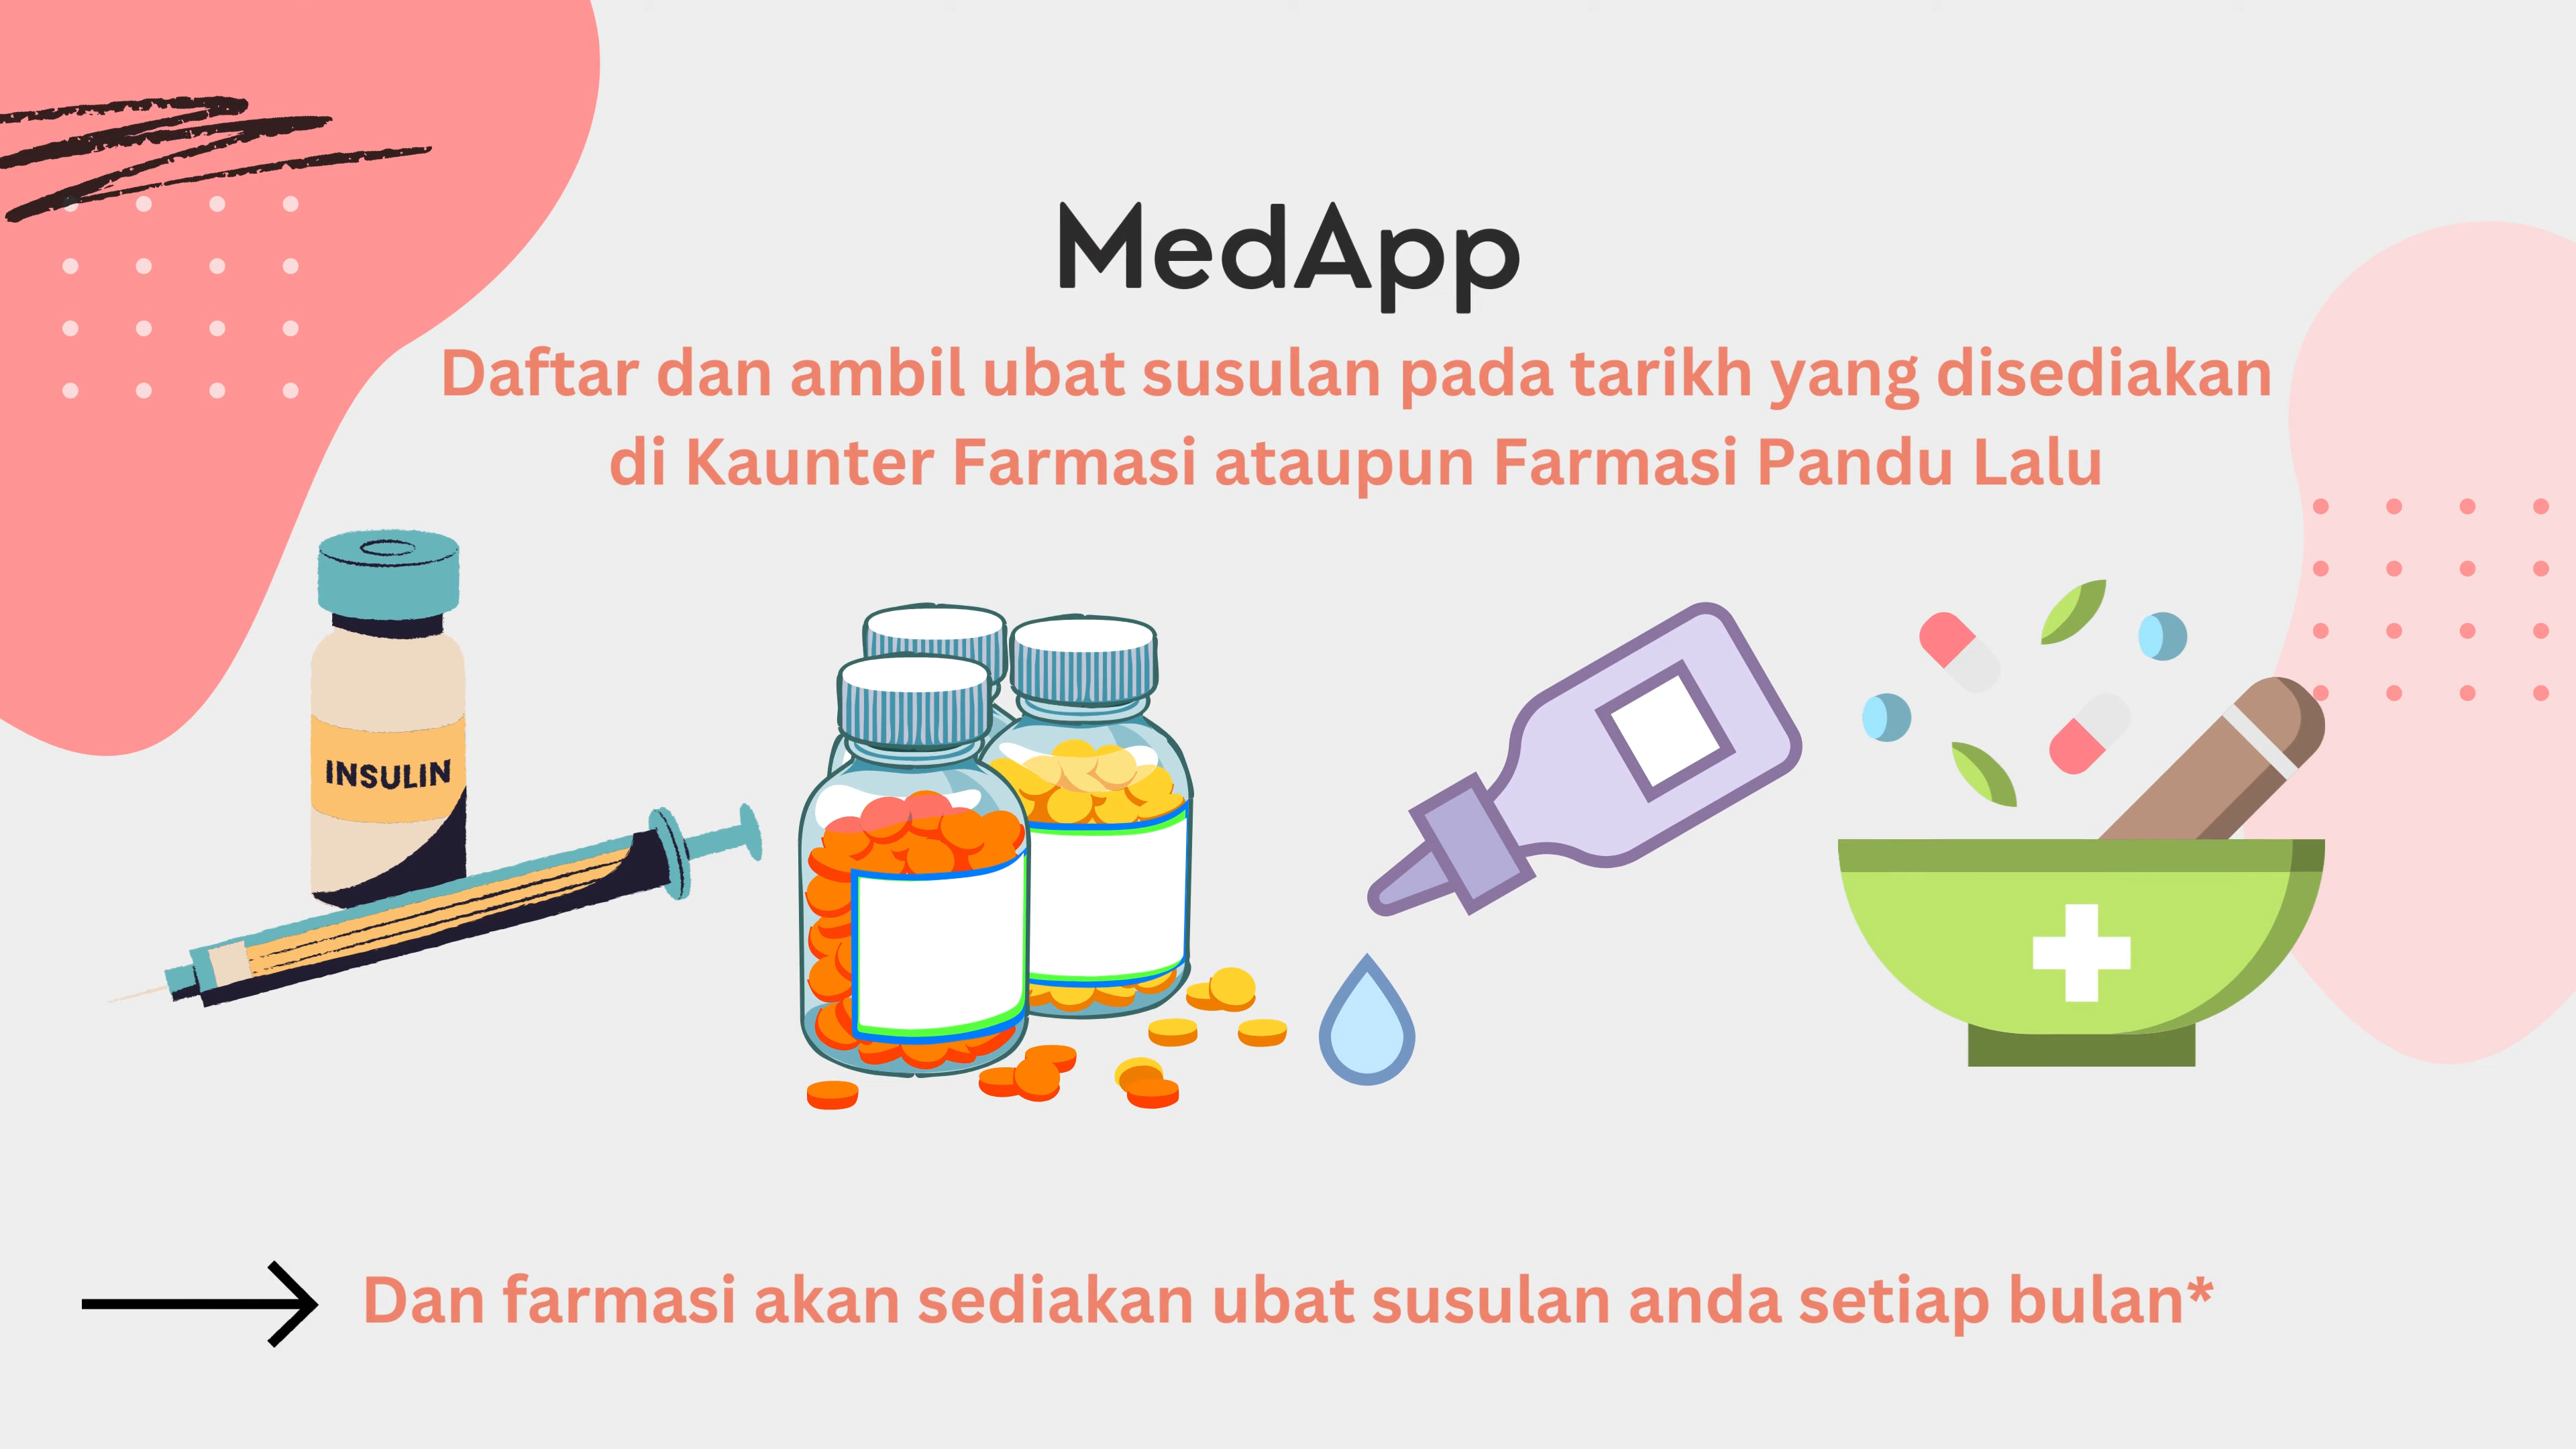 MedApp
Daftar dan ambil ubat susulan pada tarikh yang disediakan
di Kaunter Farmasi ataupun Farmasi Pandu Lalu
INSULIN
Dan farmasi akan sediakan ubat susulan anda setiap bulan*